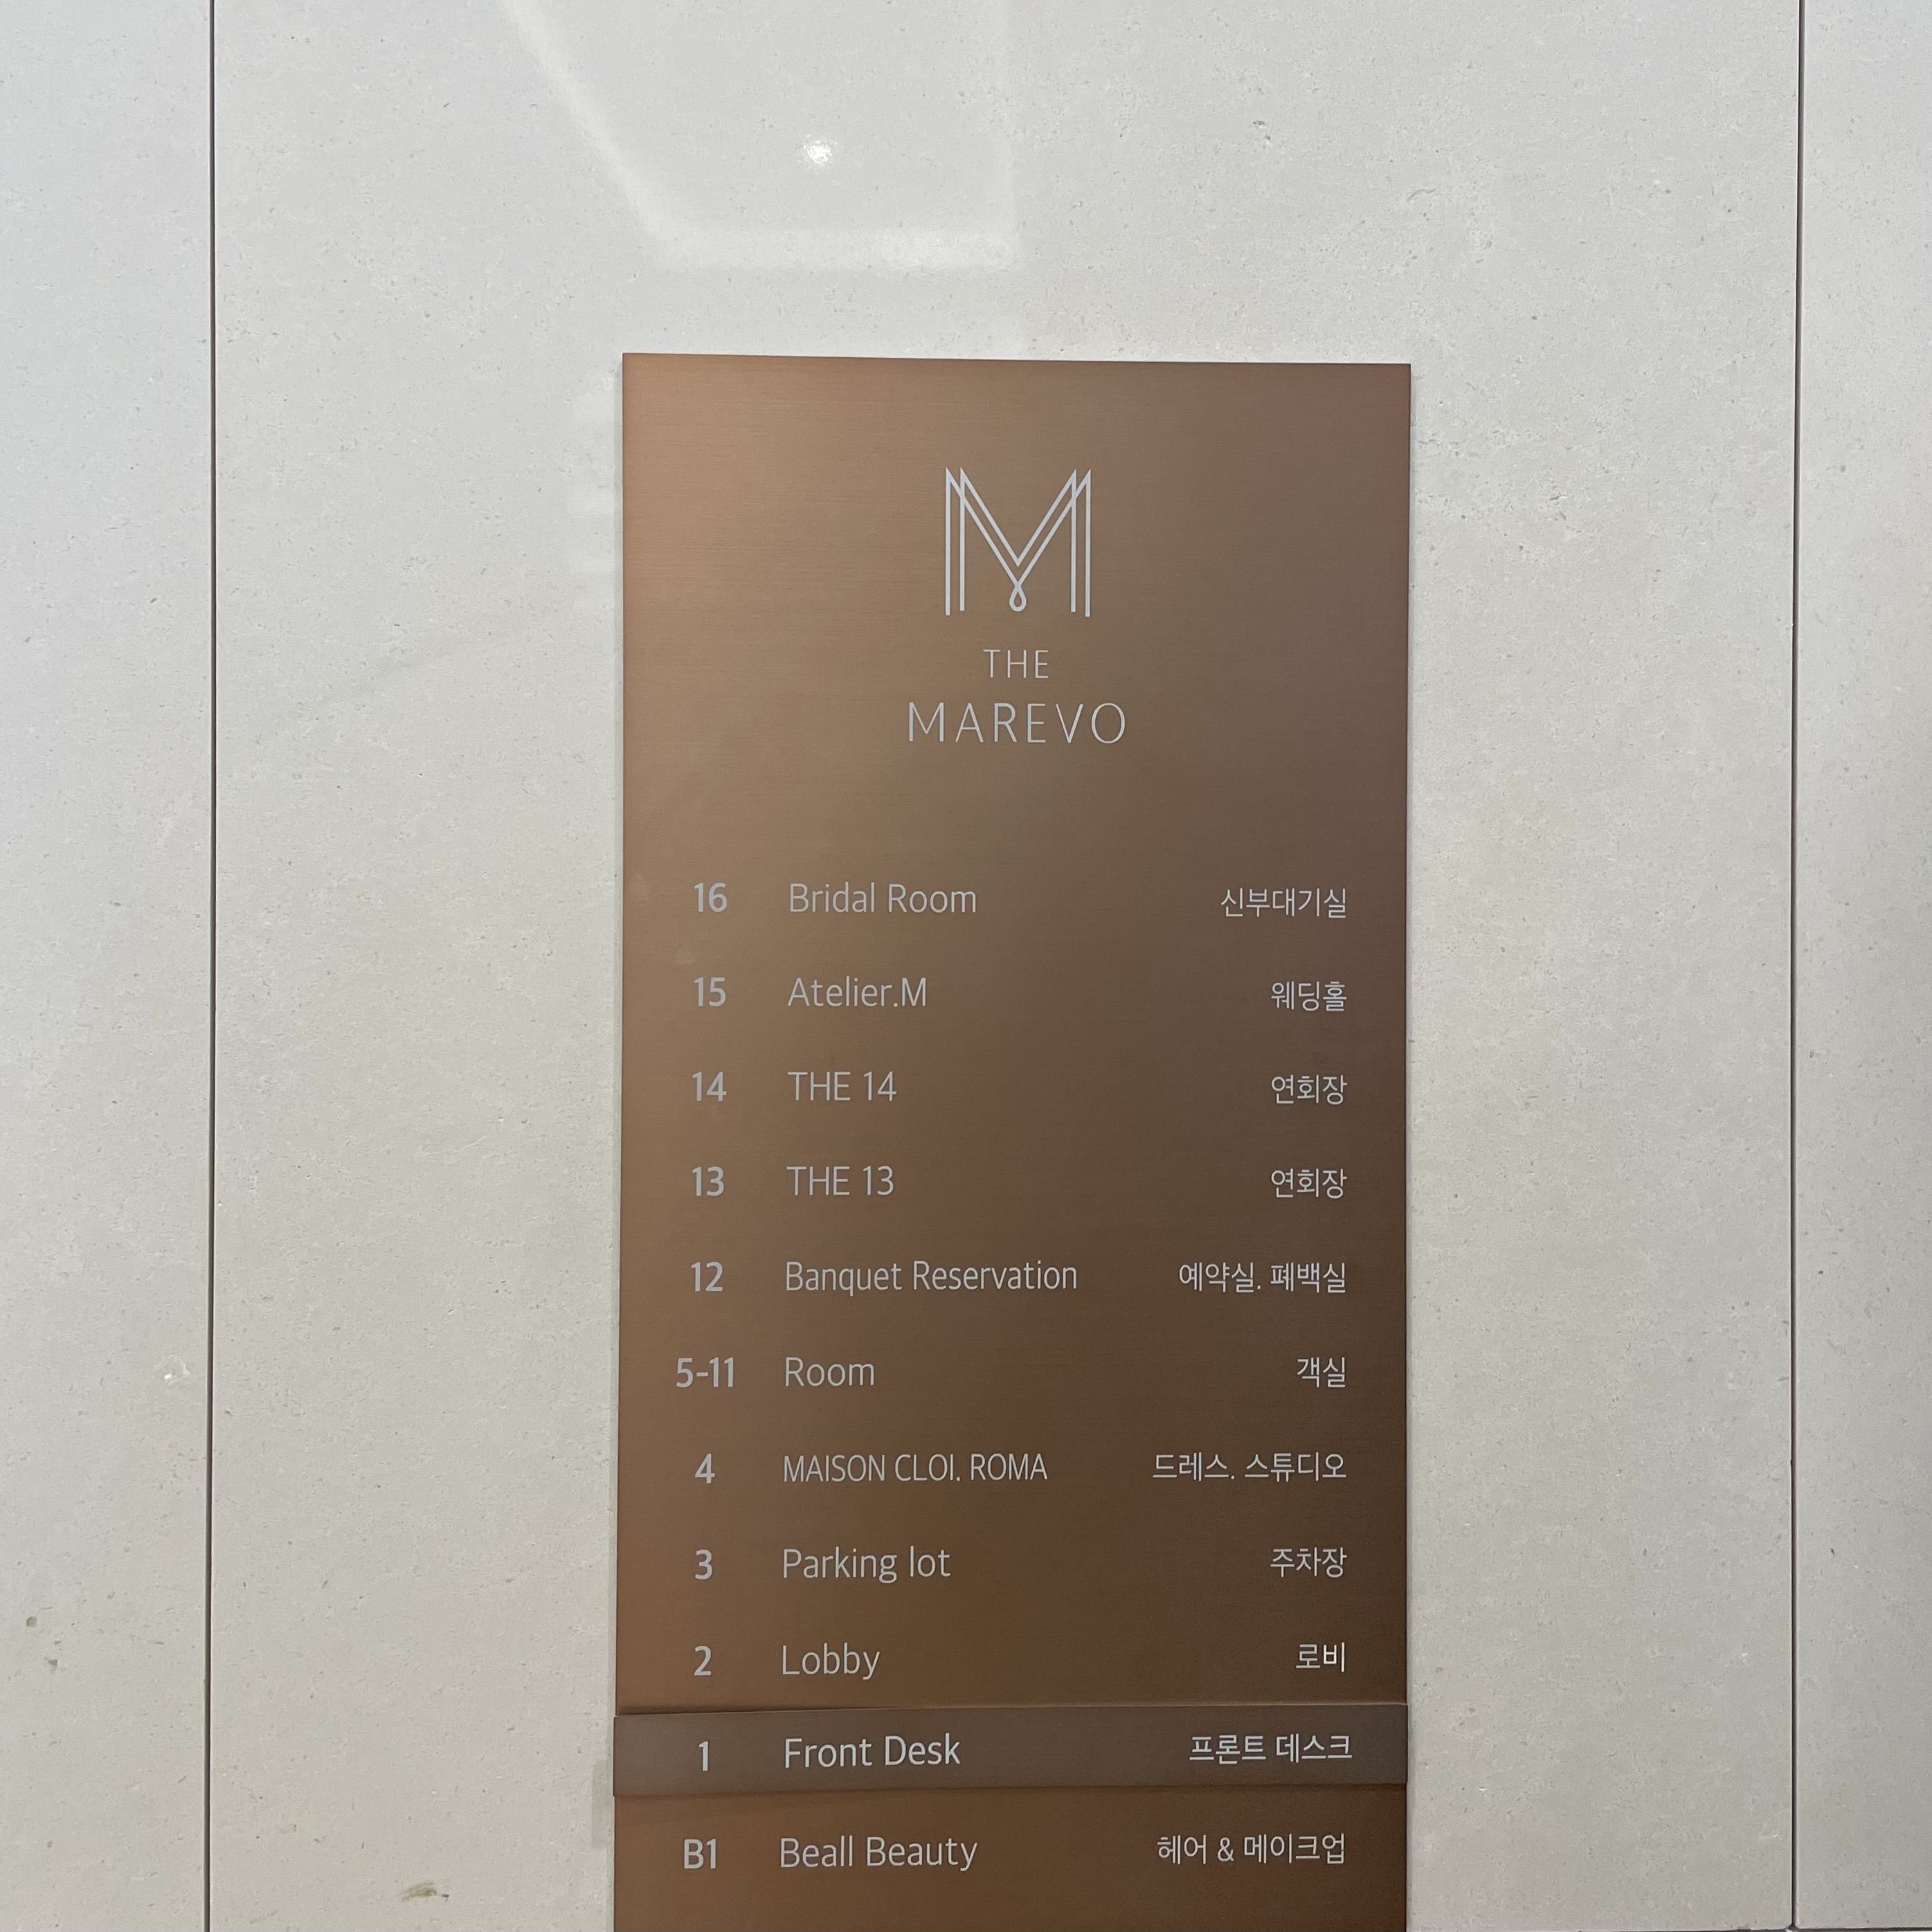 THE
MAREVO
16 Bridal Room 신부대기실
15 Atelier.M 웨딩홀
14 THE 14 연회장
13 THE 13 연회장
12 Banquet Reservation 예약실. 폐백실
5-11 Room 객실
4 MAISON CLOI. ROMA 드레스. 스튜디오
3 Parking lot 주차장
2 Lobby 로비
1 Front Desk 프론트 데스크
B1 Beall Beauty 헤어 & 메이크업